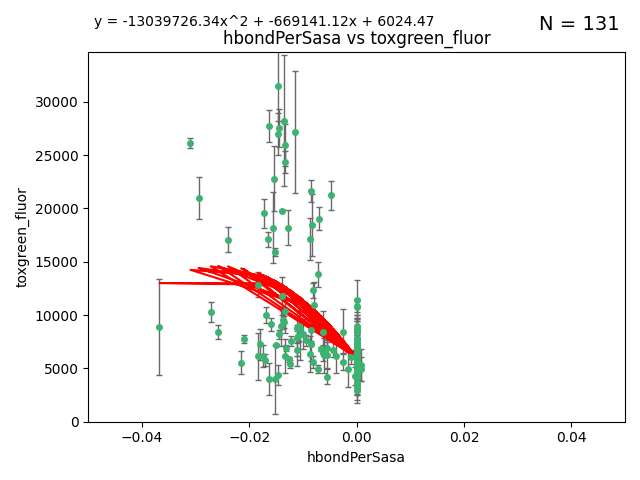 y = -13039726.34x^2 + -669141.12x + 6024.47
N = 131
hbondPerSasa vs toxgreen_fluor
30000
25000
20000
15000
10000
5000
0
toxgreen_fluor
−0.04
−0.02
0.00
0.02
0.04
hbondPerSasa